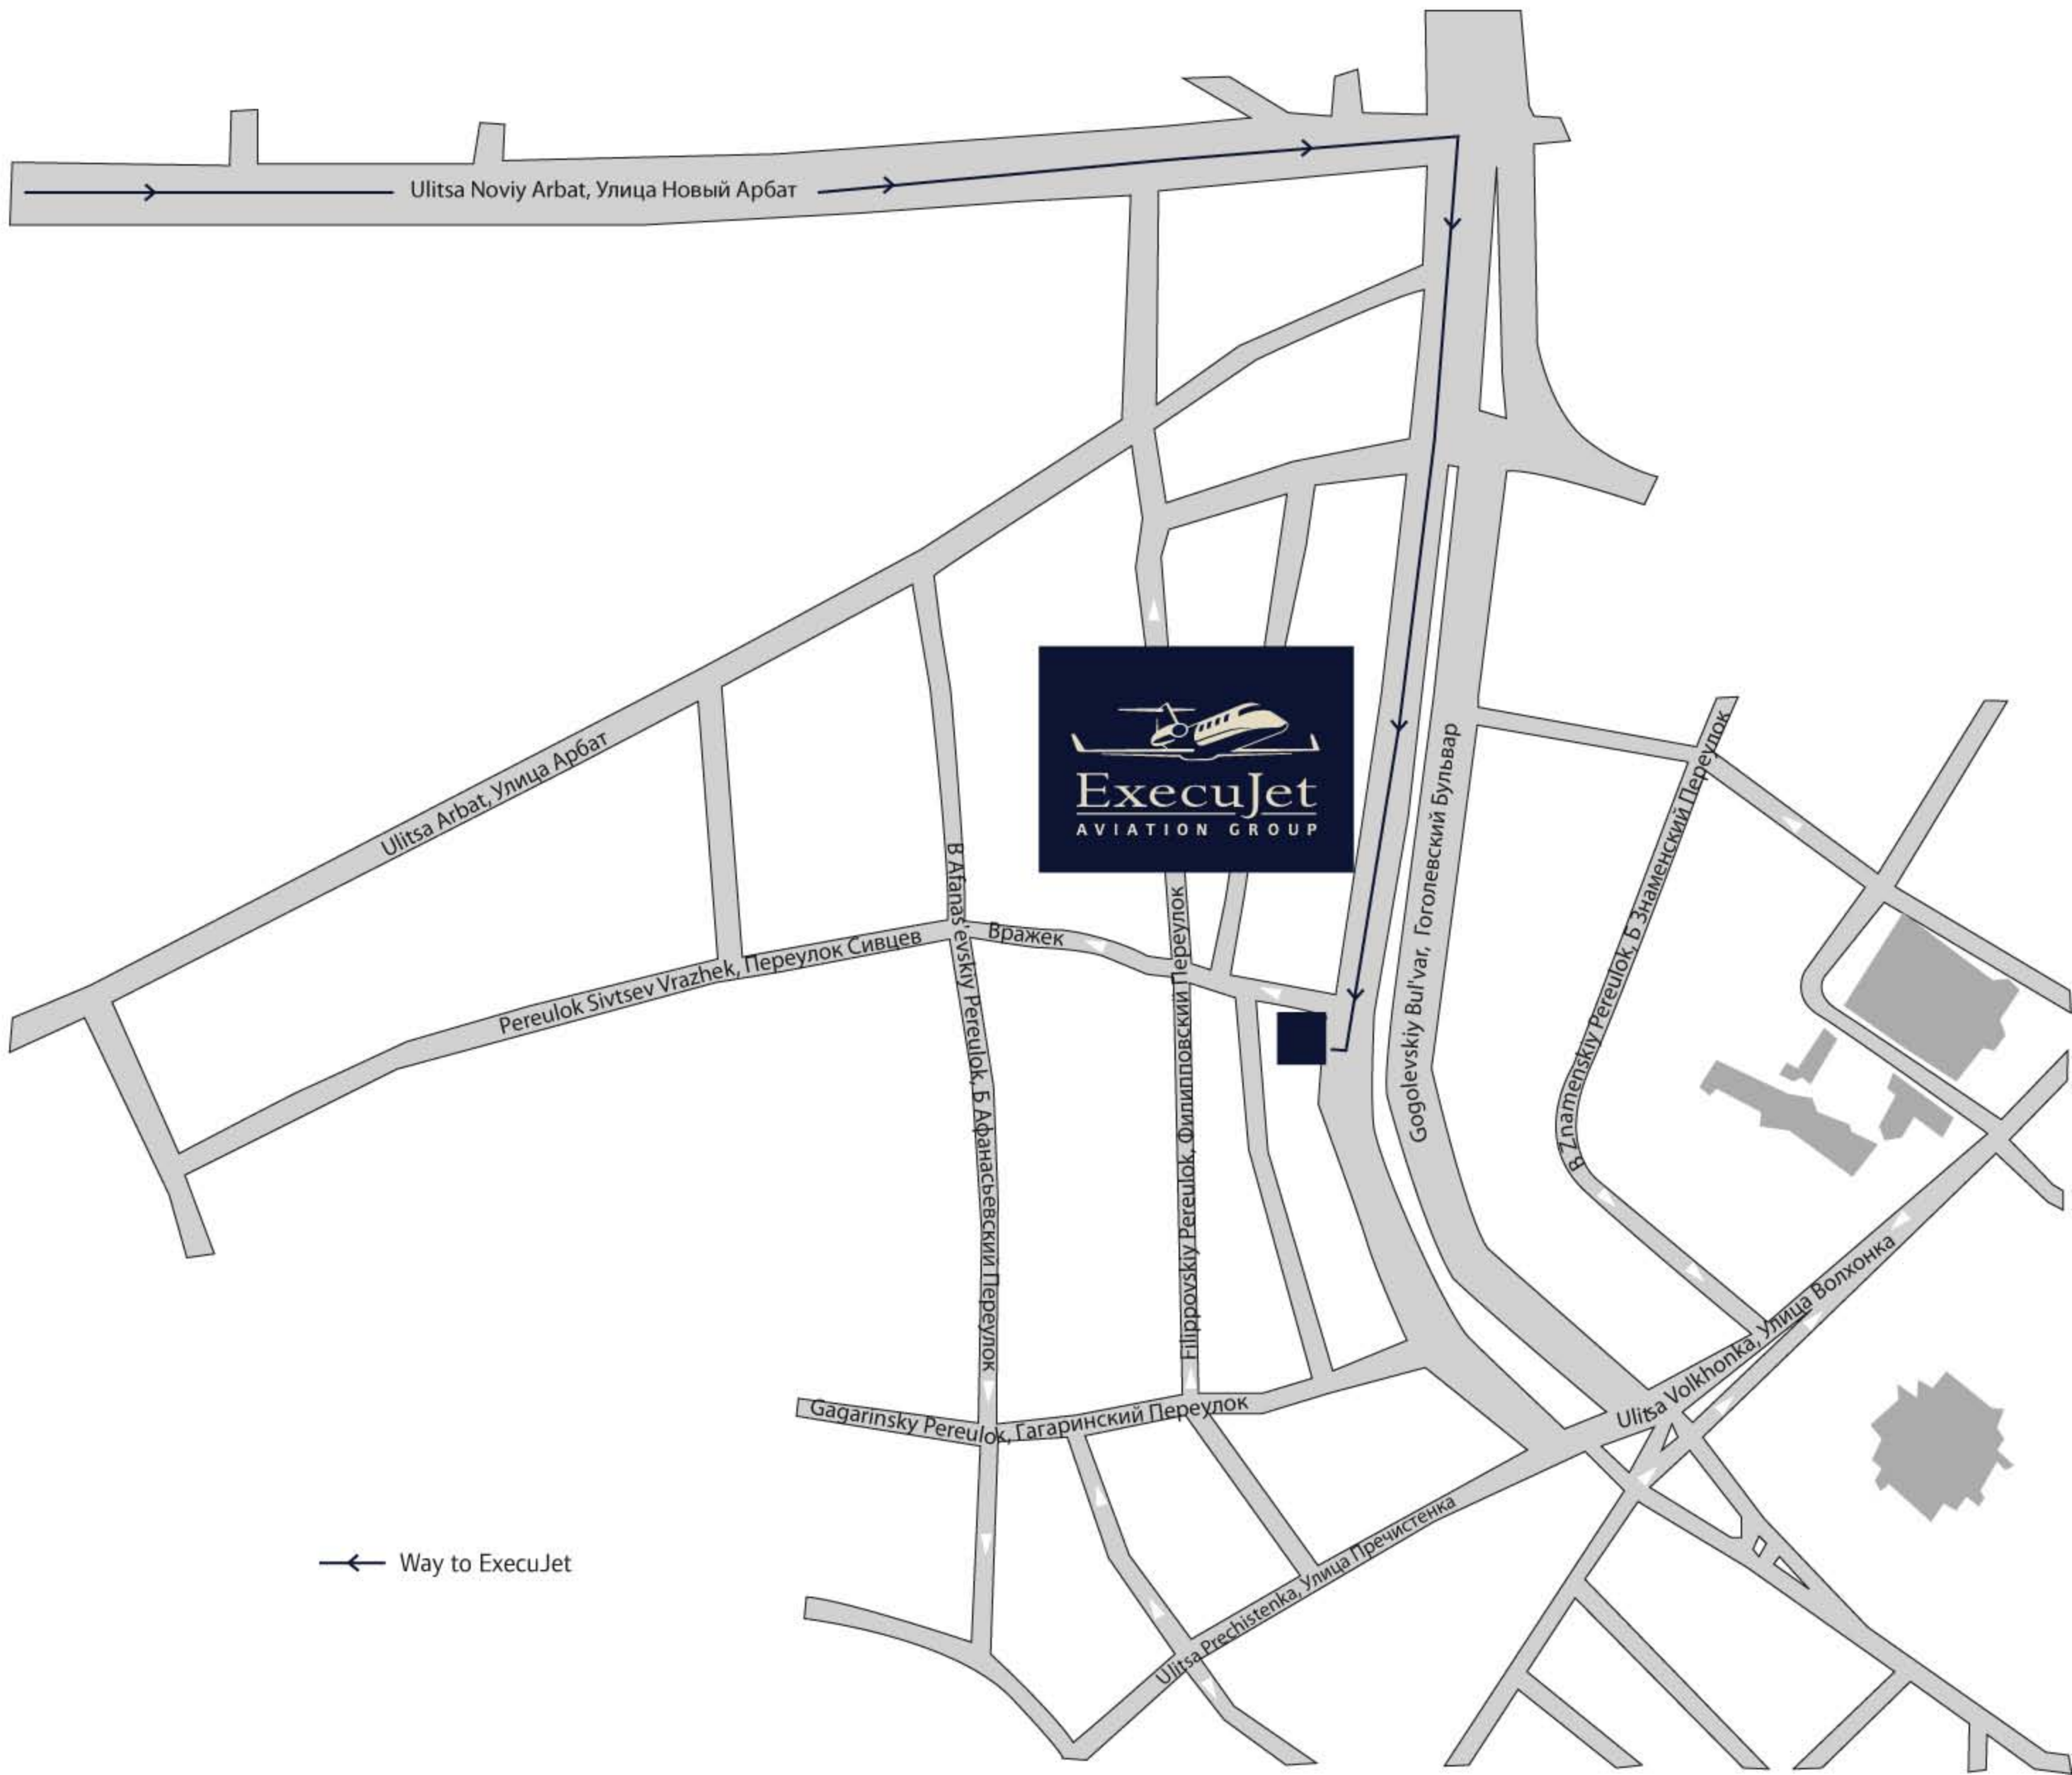 Ulitsa Noviy Arbat, Улица Новый Арбат
Ulitsa Arbat, Улица Арбат
ExecuJet
AVIATION GROUP
Gogolevskiy Bul'var, Гоголевский Бульвар
B Znamenskiy Pereulok, Б Знаменский Переулок
B Afanas'evskiy Pereulok, Б Афанасьевский Переулок
Pereulok Sivtsev Vrazhek, Переулок Сивцев Вражек
Filippovskiy Pereulok, Филипповский Переулок
Ulitsa Volkhonka, Улица Волхонка
Gagarinsky Pereulok, Гагаринский Переулок
Ulitsa Prechistenka, Улица Пречистенка
Way to ExecuJet